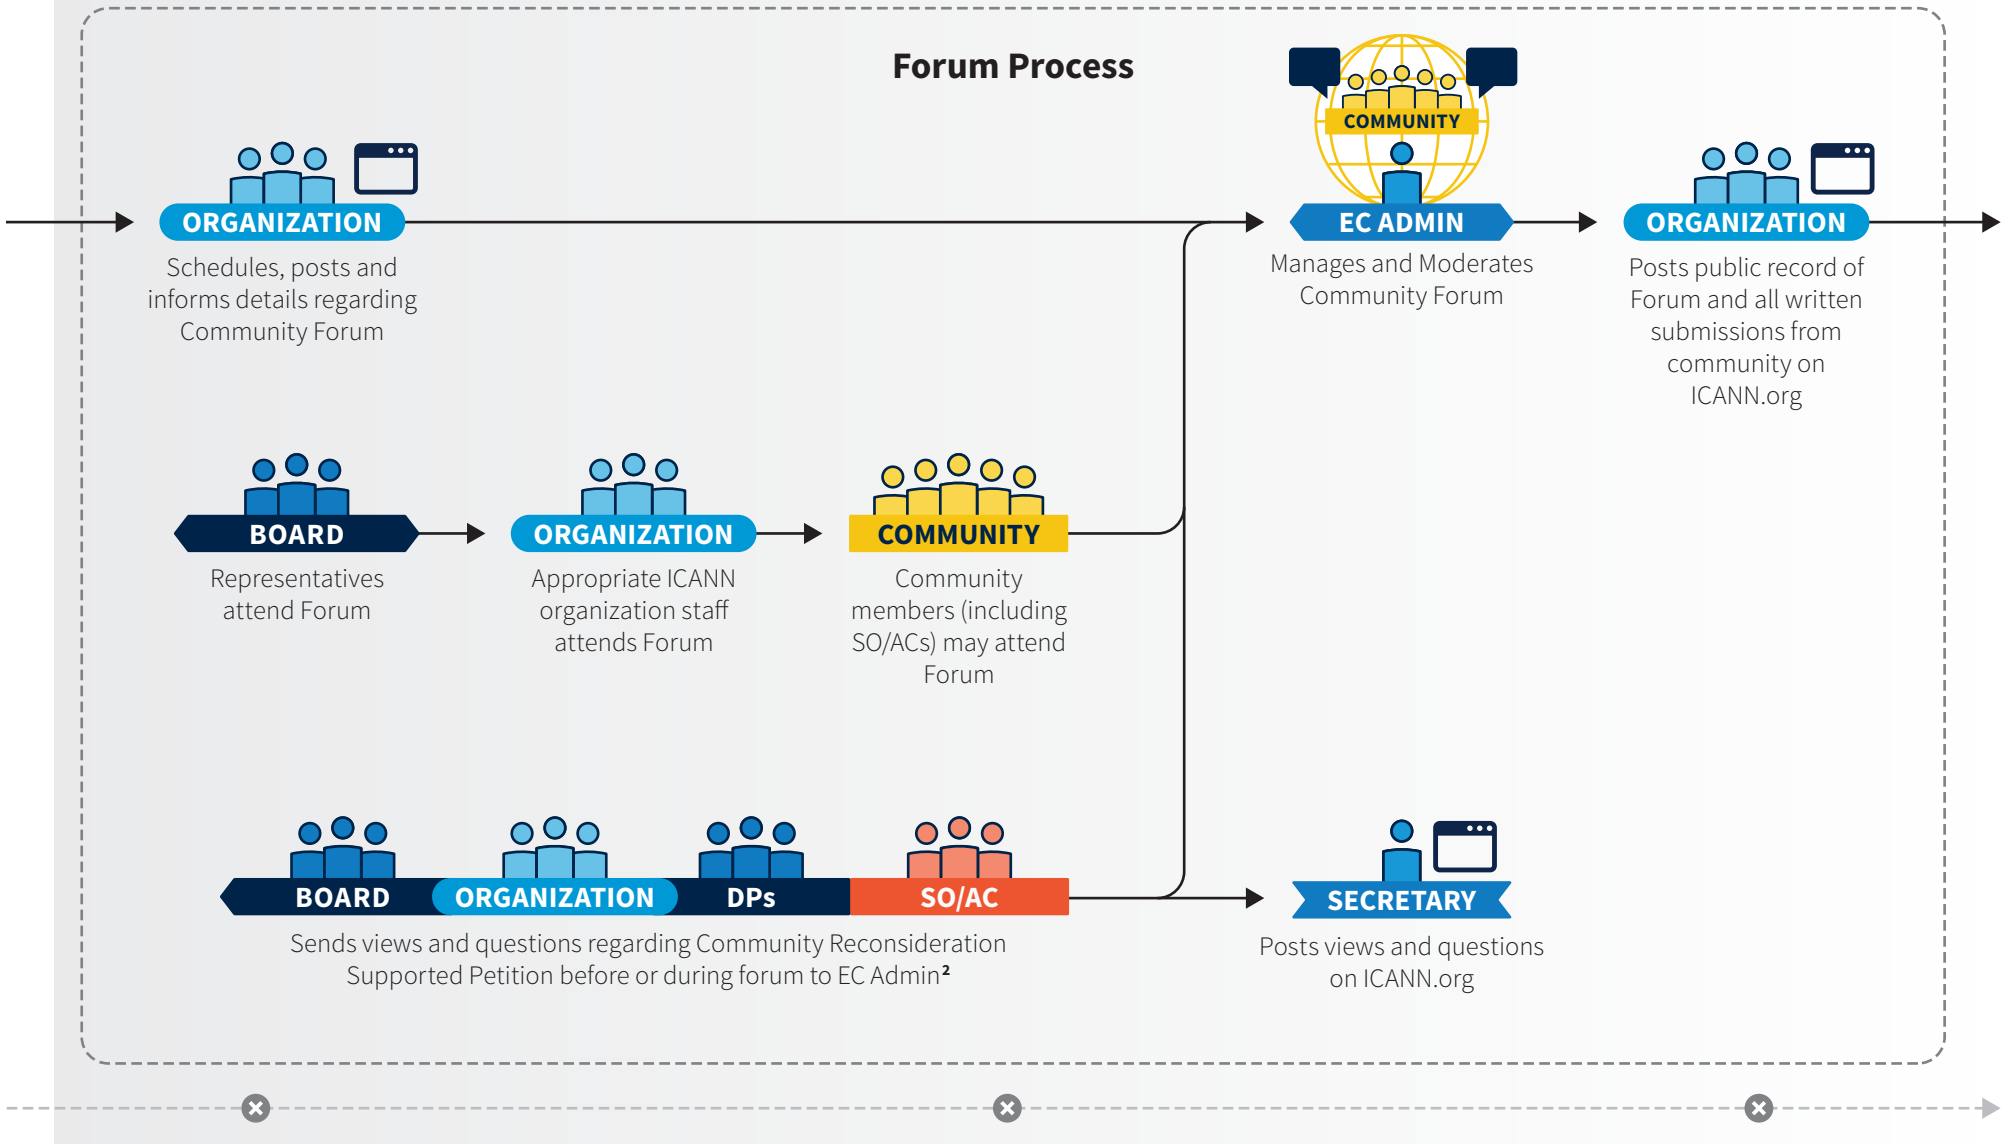 Forum Process
COMMUNITY
ORGANIZATION
Schedules, posts and
informs details regarding
Community Forum
EC ADMIN
Manages and Moderates
Community Forum
ORGANIZATION
Posts public record of
Forum and all written
submissions from
community on
ICANN.org
BOARD
Representatives
attend Forum
ORGANIZATION
Appropriate ICANN
organization staff
attends Forum
COMMUNITY
Community
members (including
SO/ACs) may attend
Forum
BOARD
ORGANIZATION
DPs
SO/AC
Sends views and questions regarding Community Reconsideration
Supported Petition before or during forum to EC Admin²
SECRETARY
Posts views and questions
on ICANN.org